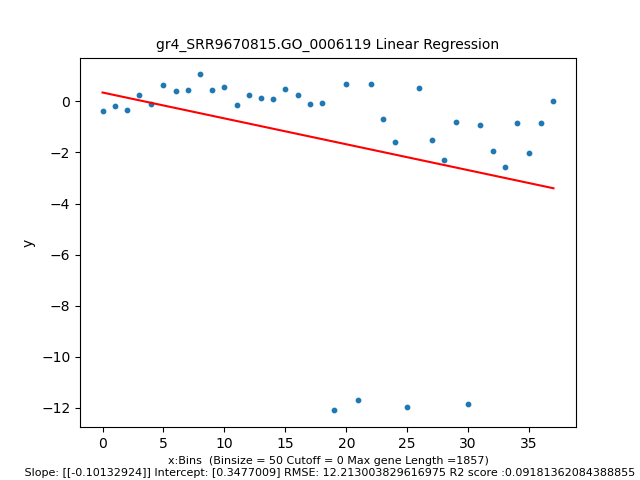 gr4_SRR9670815.GO_0006119 Linear Regression
y
0
−2
−4
−6
−8
−10
−12
0 5 10 15 20 25 30 35
x:Bins  (Binsize = 50 Cutoff = 0 Max gene Length =1857)
Slope: [[-0.10132924]] Intercept: [0.3477009] RMSE: 12.213003829616975 R2 score :0.09181362084388855